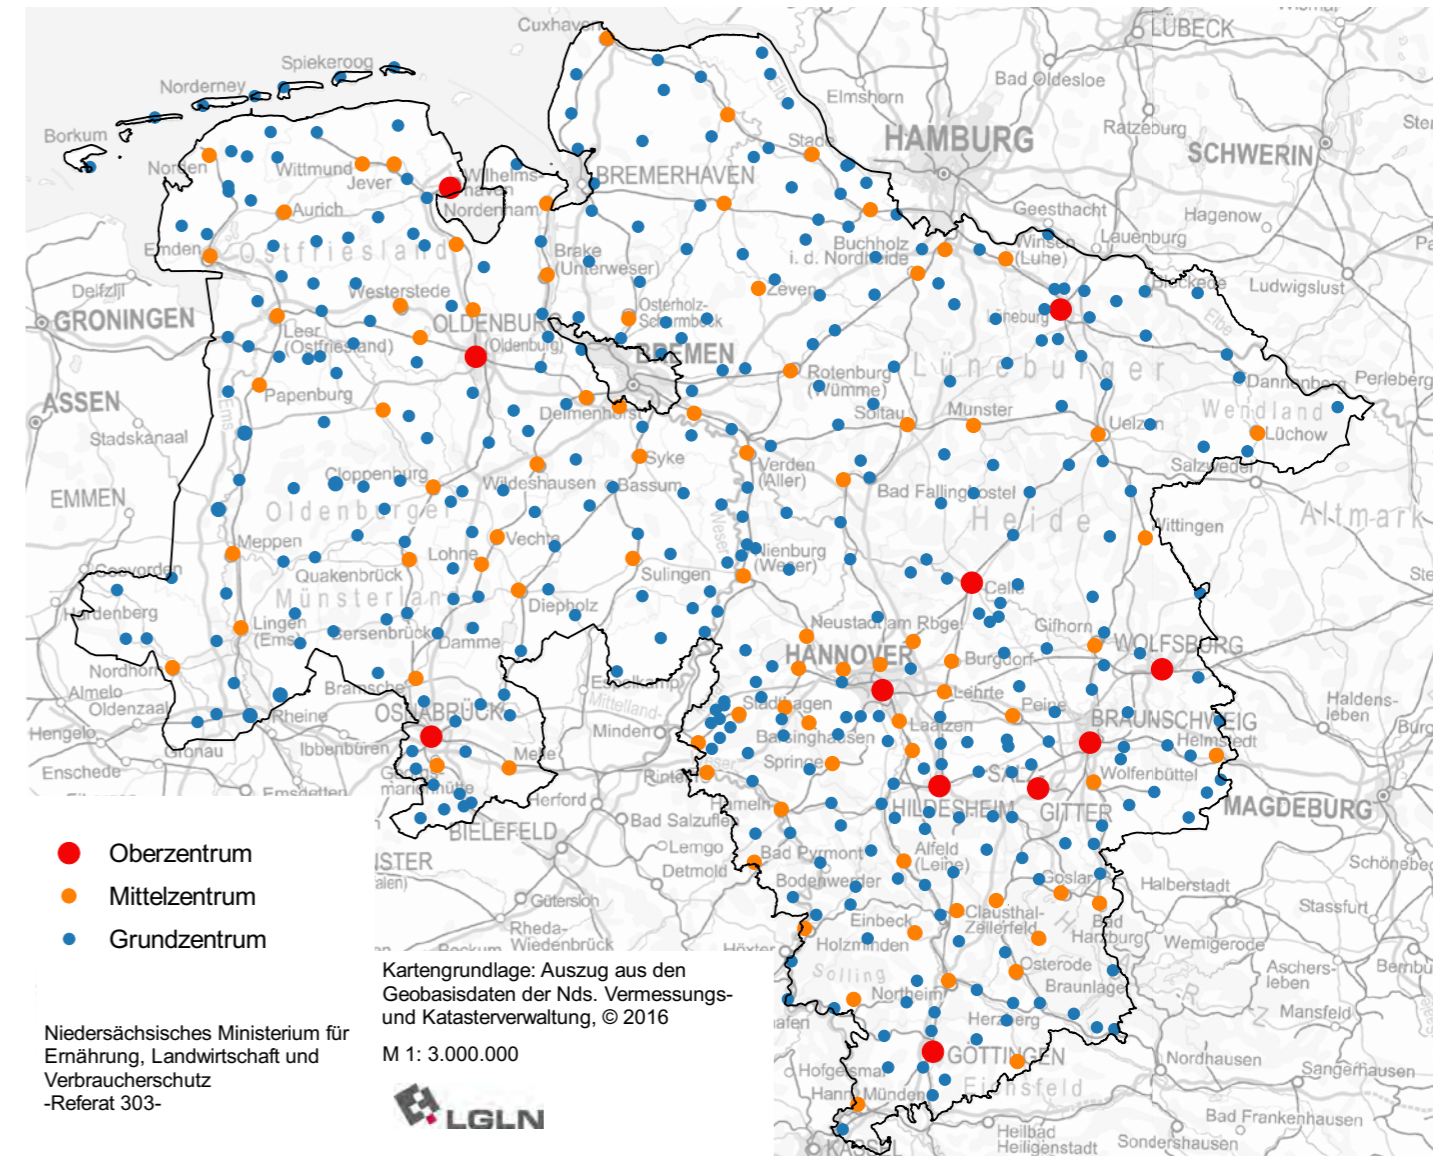 Cuxhaven
LÜBECK
Spiekeroog
Bad Oldesloe
Norderney
Elmshorn
Borkum
Ratzeburg
HAMBURG
Stade
SCHWERIN
Norden
Wittmund
Jever
Wilhelms-
haven
BREMERHAVEN
Aurich
Nordenham
Geesthacht
Hagenow
Emden
Ostfriesland
Brake
(Unterweser)
Buchholz
i. d. Nordheide
Winsen
(Luhe)
Lauenburg
Delfzijl
Westerstede
Zeven
Bleckede
Ludwigslust
GRONINGEN
OLDENBURG
(Oldenburg)
Osterholz-
Scharmbeck
Lüneburg
Elbe
Leer
(Ostfriesland)
BREMEN
Rotenburg
(Wümme)
Lüneburger
Dannenberg
Perleberg
ASSEN
Papenburg
Ems
Delmenhorst
Soltau
Munster
Uelzen
Wendland
Lüchow
Stadskanaal
Cloppenburg
Wildeshausen
Syke
Bassum
Verden
(Aller)
Salzwedel
EMMEN
Oldenburger
Bad Fallingbostel
Heide
Altmark
Weser
Meppen
Lohne
Vechta
Nienburg
(Weser)
Wittingen
Coevorden
Quakenbrück
Münsterland
Sulingen
Celle
Hardenberg
Lingen
(Ems)
Bersenbrück
Diepholz
Damme
Neustadt am Rbge.
Gifhorn
WOLFSBURG
Nordhorn
HANNOVER
Burgdorf
Almelo
Oldenzaal
Bramsche
Espelkamp
Mittelland-
Lehrte
Peine
Haldens-
leben
Hengelo
Rheine
OSNABRÜCK
Stadthagen
Laatzen
BRAUNSCHWEIG
Gronau
Ibbenbüren
Minden
Barsinghausen
Helmstedt
Enschede
Melle
Springe
Wolfenbüttel
Herford
Hameln
HILDESHEIM
GITTER
MAGDEBURG
BIELEFELD
Bad Salzuflen
Lemgo
Detmold
Bad Pyrmont
Alfeld
(Leine)
Bodenwerder
Goslar
Halberstadt
Oberzentrum
Mittelzentrum
Grundzentrum
Gütersloh
Rheda-
Wiedenbrück
Einbeck
Holzminden
Clausthal-
Zellerfeld
Bad
Harzburg
Wernigerode
Stassfurt
Solling
Osterode
Braunlage
Aschers-
leben
Northeim
Herzberg
Mansfeld
Kartengrundlage: Auszug aus den
Geobasisdaten der Nds. Vermessungs-
und Katasterverwaltung, © 2016
M 1: 3.000.000
Niedersächsisches Ministerium für
Ernährung, Landwirtschaft und
Verbraucherschutz
-Referat 303-
LGLN
GÖTTINGEN
Eichsfeld
Nordhausen
Sangerhausen
Hann. Münden
Bad Frankenhausen
Heilbad
Heiligenstadt
Sondershausen
KASSEL